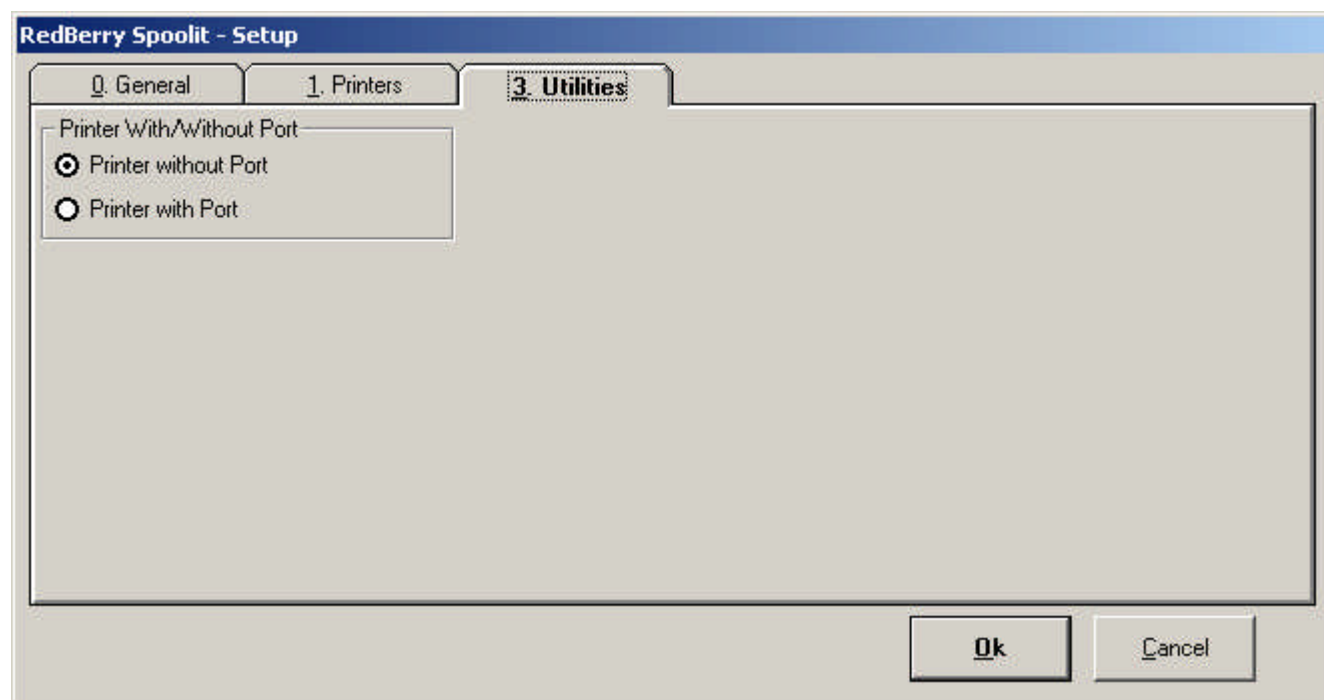 RedBerry Spoolit - Setup
0. General 1. Printers 3. Utilities
Printer With/Without Port
Printer without Port
Printer with Port
Ok Cancel